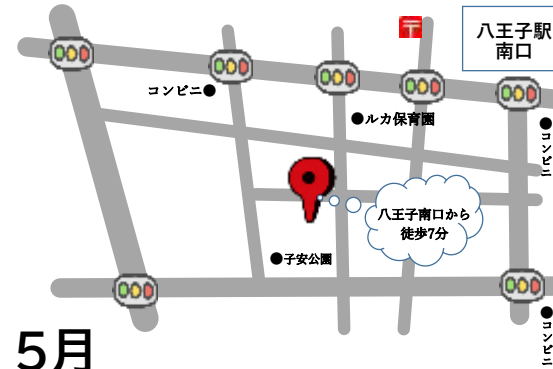 〒
八王子駅
南口
コンビニ●
●ルカ保育園
●コンビニ
八王子南口から
徒歩7分
●子安公園
●コンビニ
5月